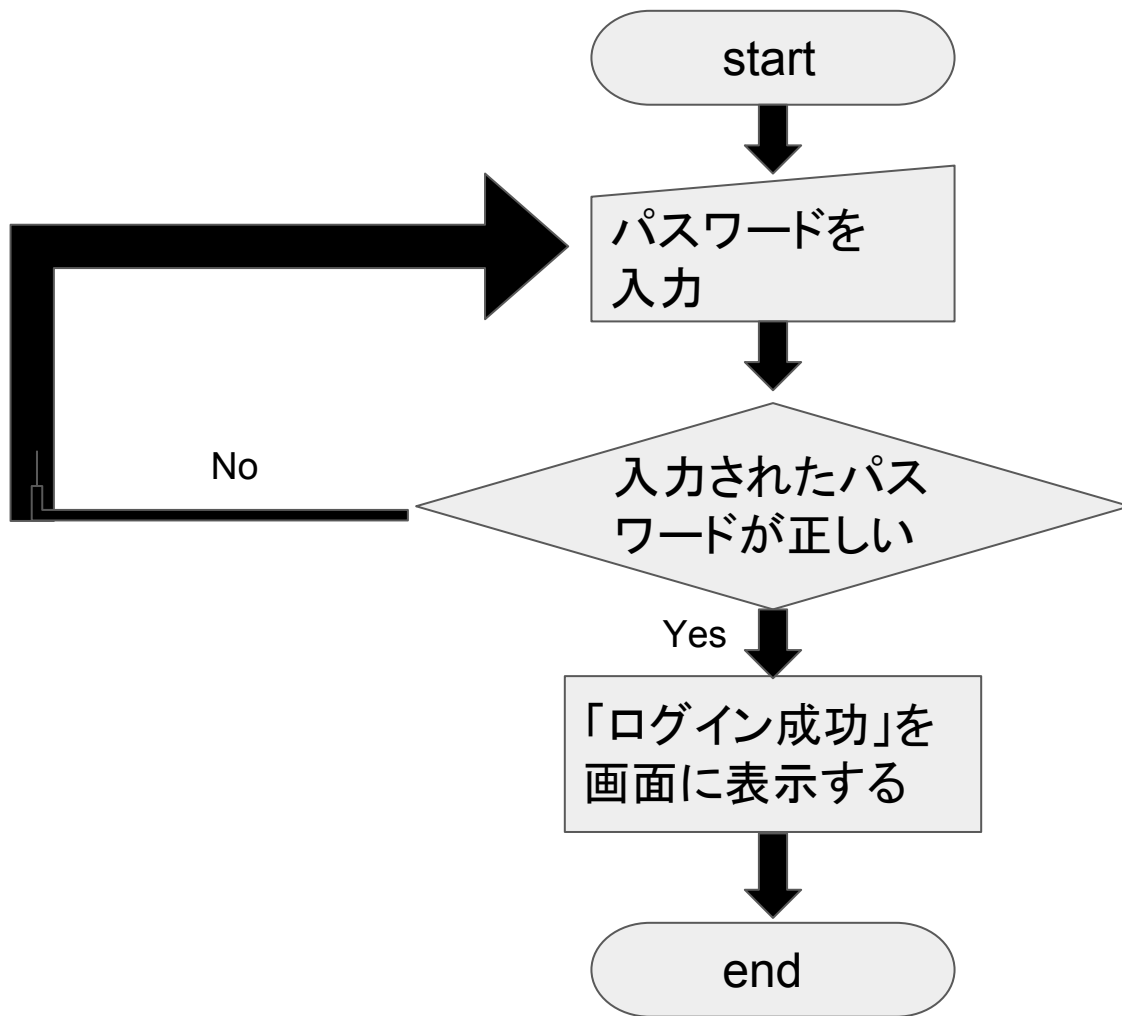 start
パスワードを
入力
No
入力されたパス
ワードが正しい
Yes
「ログイン成功」を
画面に表示する
end